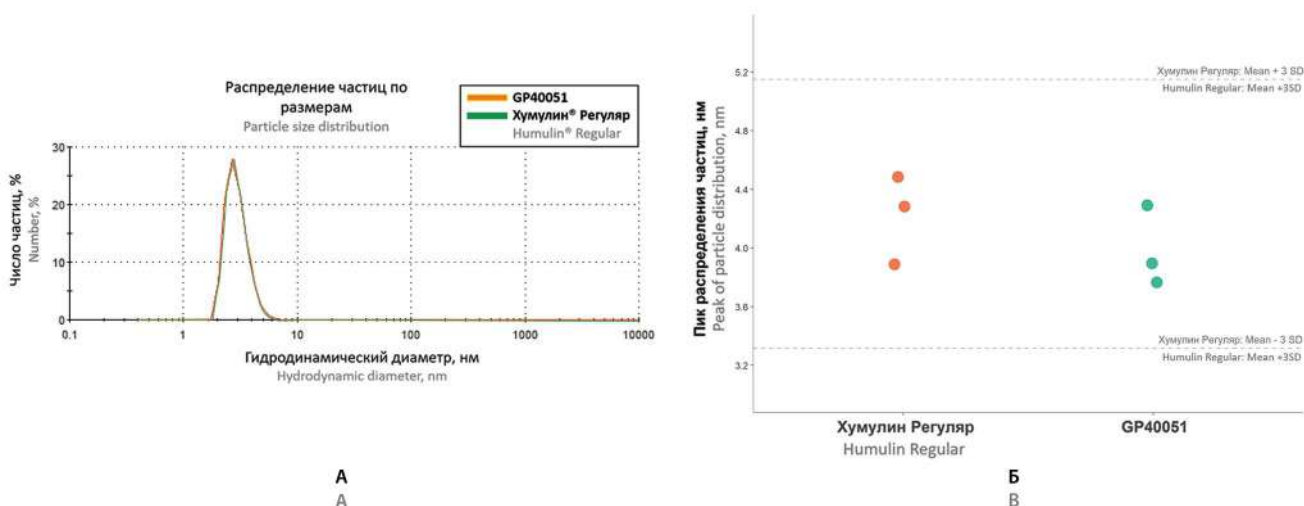 Распределение частиц по
размерам
Particle size distribution
GP40051
Хумулин® Регуляр
Humulin® Regular
Число частиц, %
Number, %
30
20
10
0
0.1
1
10
100
1000
10000
Гидродинамический диаметр, нм
Hydrodynamic diameter, nm
А
A
Пик распределения частиц, нм
Peak of particle distribution, nm
5.2
4.8
4.4
4.0
3.6
3.2
Хумулин Регуляр: Mean + 3 SD
Humulin Regular: Mean +3SD
Хумулин Регуляр: Mean - 3 SD
Humulin Regular: Mean +3SD
Хумулин Регуляр
Humulin Regular
GP40051
Б
B